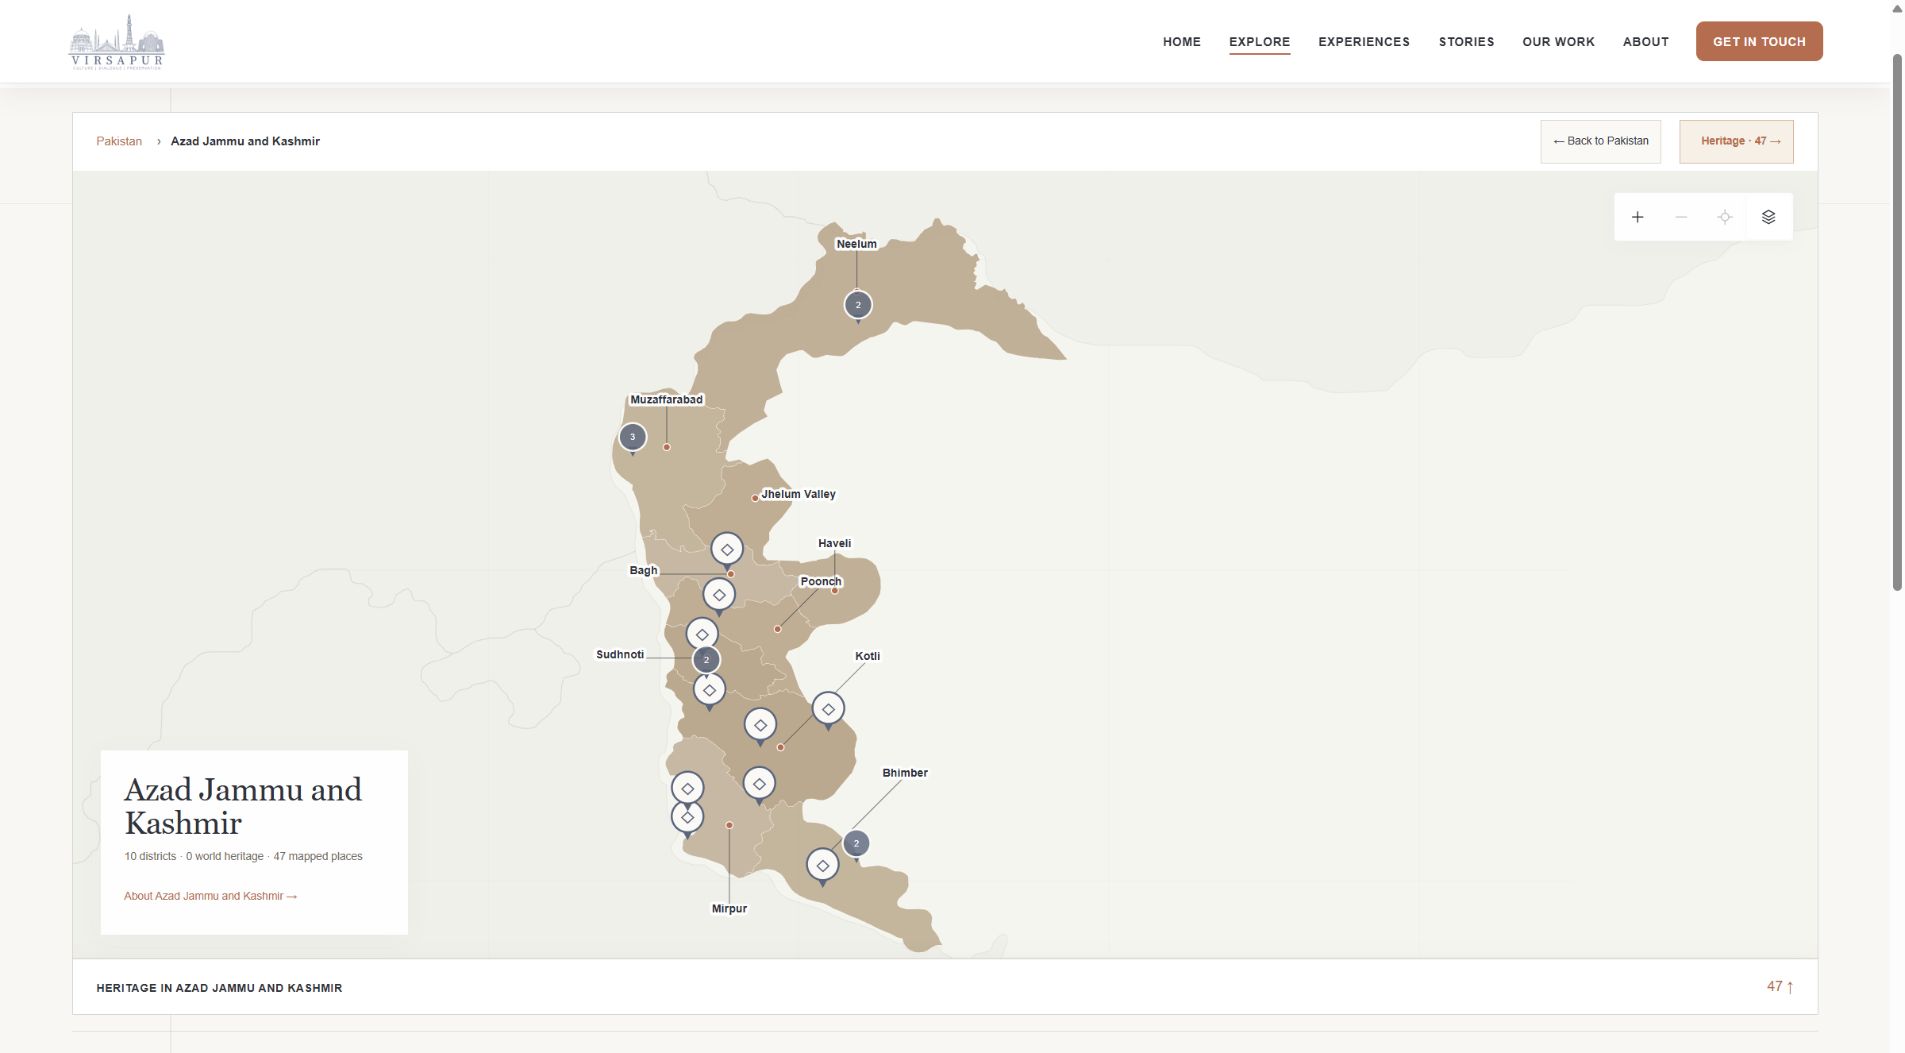 VIRSAPUR
CULTURE | DIALOGUE | PRESERVATION
HOME
EXPLORE
EXPERIENCES
STORIES
OUR WORK
ABOUT
GET IN TOUCH
Pakistan › Azad Jammu and Kashmir
← Back to Pakistan
Heritage · 47 →
Neelum
2
Muzaffarabad
3
Jhelum Valley
Haveli
Bagh
Poonch
Sudhnoti
2
Kotli
Bhimber
2
Mirpur
Azad Jammu and
Kashmir
10 districts · 0 world heritage · 47 mapped places
About Azad Jammu and Kashmir →
HERITAGE IN AZAD JAMMU AND KASHMIR
47 ↑